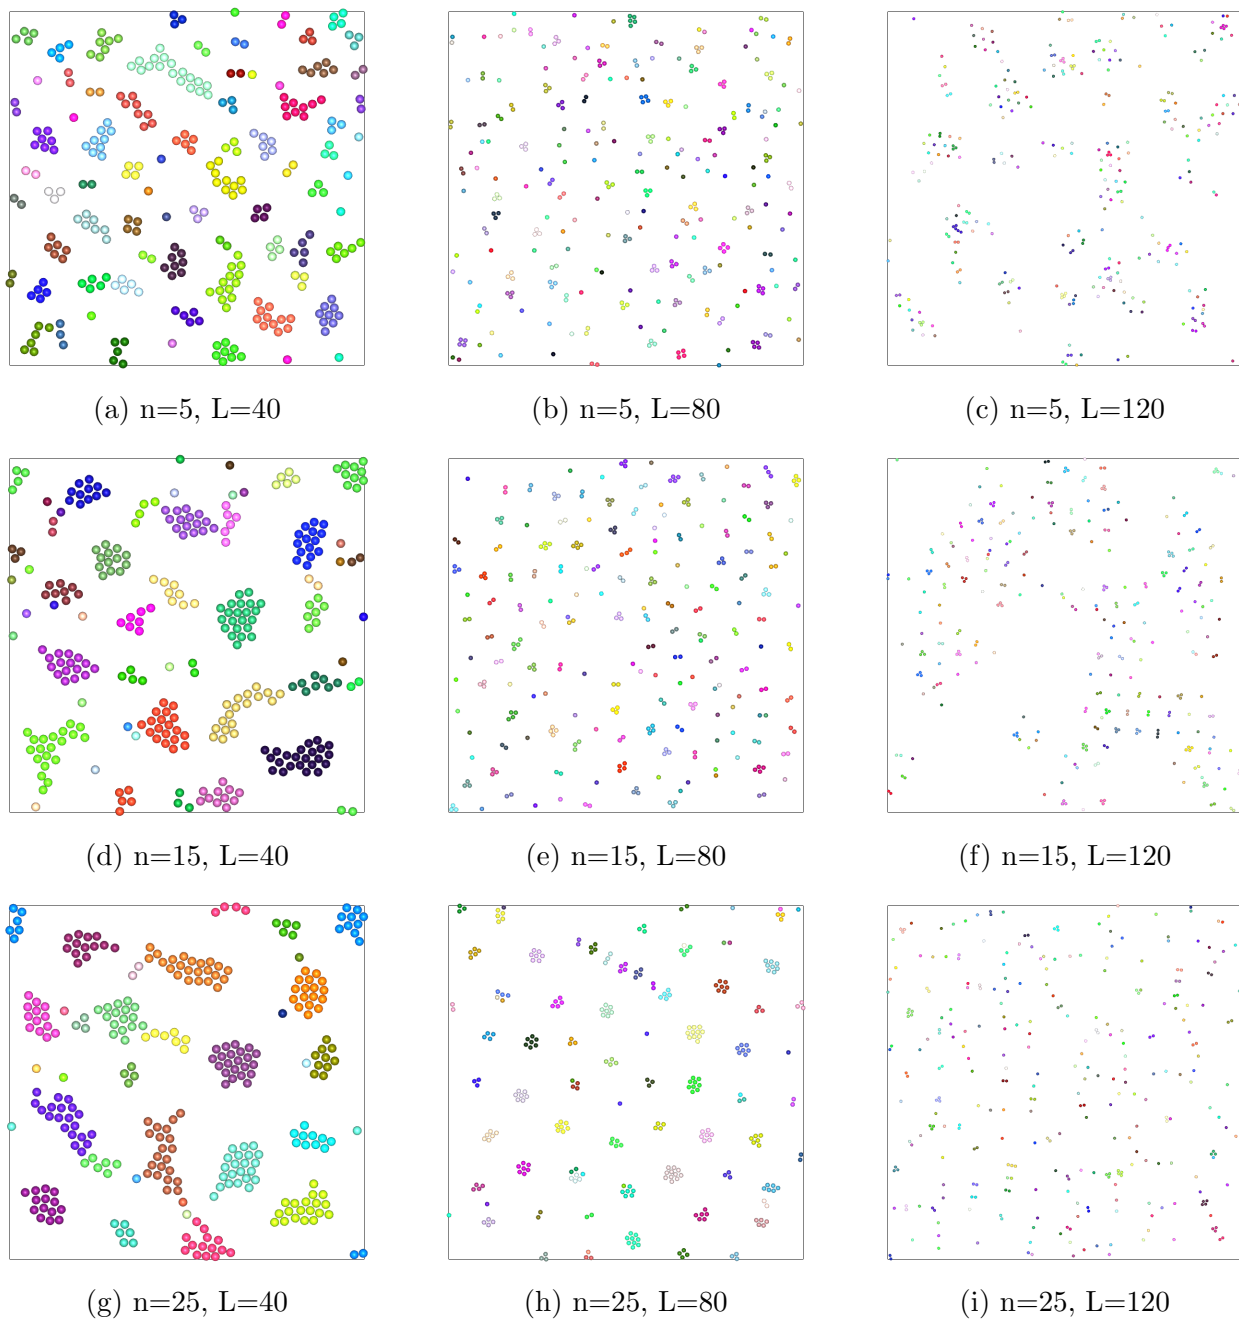 (a) n=5, L=40
(b) n=5, L=80
(c) n=5, L=120
(d) n=15, L=40
(e) n=15, L=80
(f) n=15, L=120
(g) n=25, L=40
(h) n=25, L=80
(i) n=25, L=120